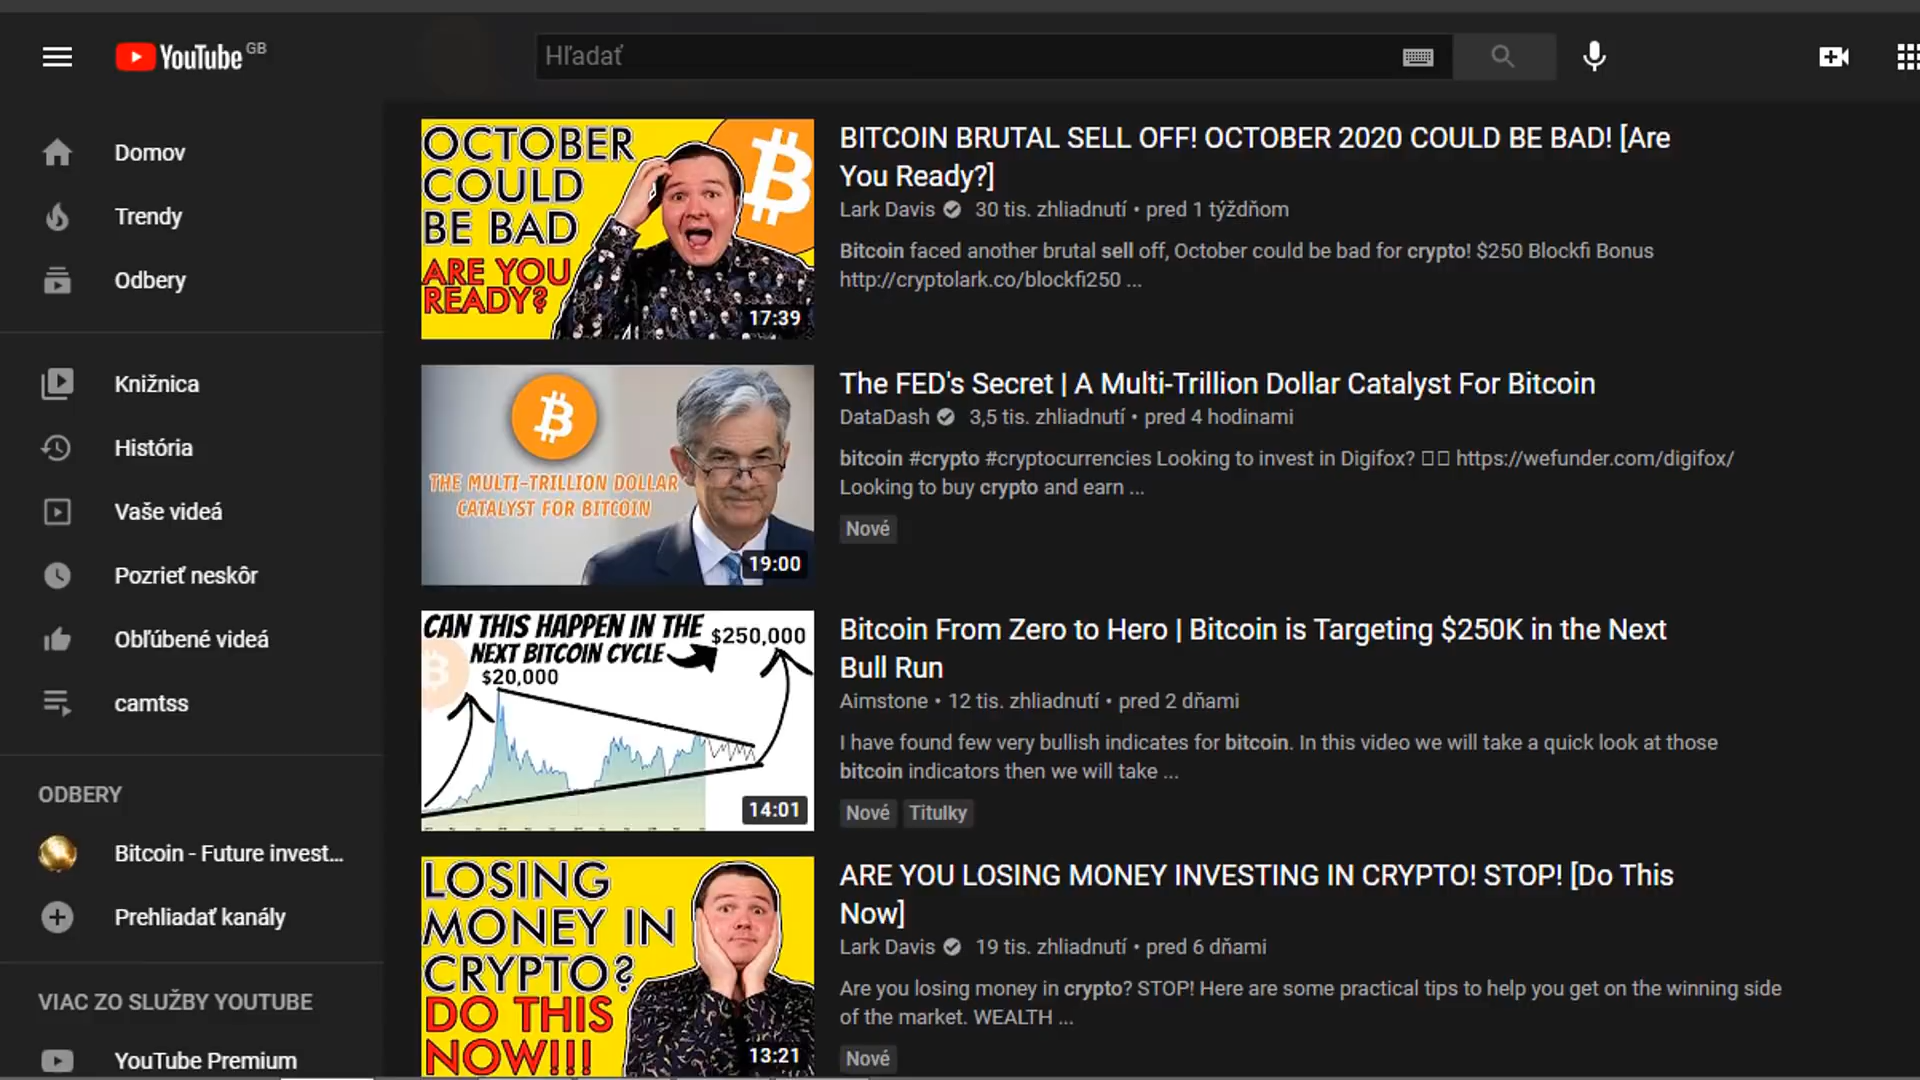 YouTube GB
Hľadať
Domov
Trendy
Odbery
Knižnica
História
Vaše videá
Pozrieť neskôr
Obľúbené videá
camtss
ODBERY
Bitcoin - Future invest...
Prehliadať kanály
VIAC ZO SLUŽBY YOUTUBE
YouTube Premium
OCTOBER
COULD
BE BAD
ARE YOU
READY?
17:39
BITCOIN BRUTAL SELL OFF! OCTOBER 2020 COULD BE BAD! [Are
You Ready?]
Lark Davis 30 tis. zhliadnutí • pred 1 týždňom
Bitcoin faced another brutal sell off, October could be bad for crypto! $250 Blockfi Bonus
http://cryptolark.co/blockfi250 ...
THE MULTI-TRILLION DOLLAR
CATALYST FOR BITCOIN
19:00
The FED's Secret | A Multi-Trillion Dollar Catalyst For Bitcoin
DataDash 3,5 tis. zhliadnutí • pred 4 hodinami
bitcoin #crypto #cryptocurrencies Looking to invest in Digifox? https://wefunder.com/digifox/
Looking to buy crypto and earn ...
Nové
CAN THIS HAPPEN IN THE
NEXT BITCOIN CYCLE
$250,000
$20,000
14:01
Bitcoin From Zero to Hero | Bitcoin is Targeting $250K in the Next
Bull Run
Aimstone • 12 tis. zhliadnutí • pred 2 dňami
I have found few very bullish indicates for bitcoin. In this video we will take a quick look at those
bitcoin indicators then we will take ...
Nové Titulky
LOSING
MONEY IN
CRYPTO?
DO THIS
NOW!!!
13:21
ARE YOU LOSING MONEY INVESTING IN CRYPTO! STOP! [Do This
Now]
Lark Davis 19 tis. zhliadnutí • pred 6 dňami
Are you losing money in crypto? STOP! Here are some practical tips to help you get on the winning side
of the market. WEALTH ...
Nové